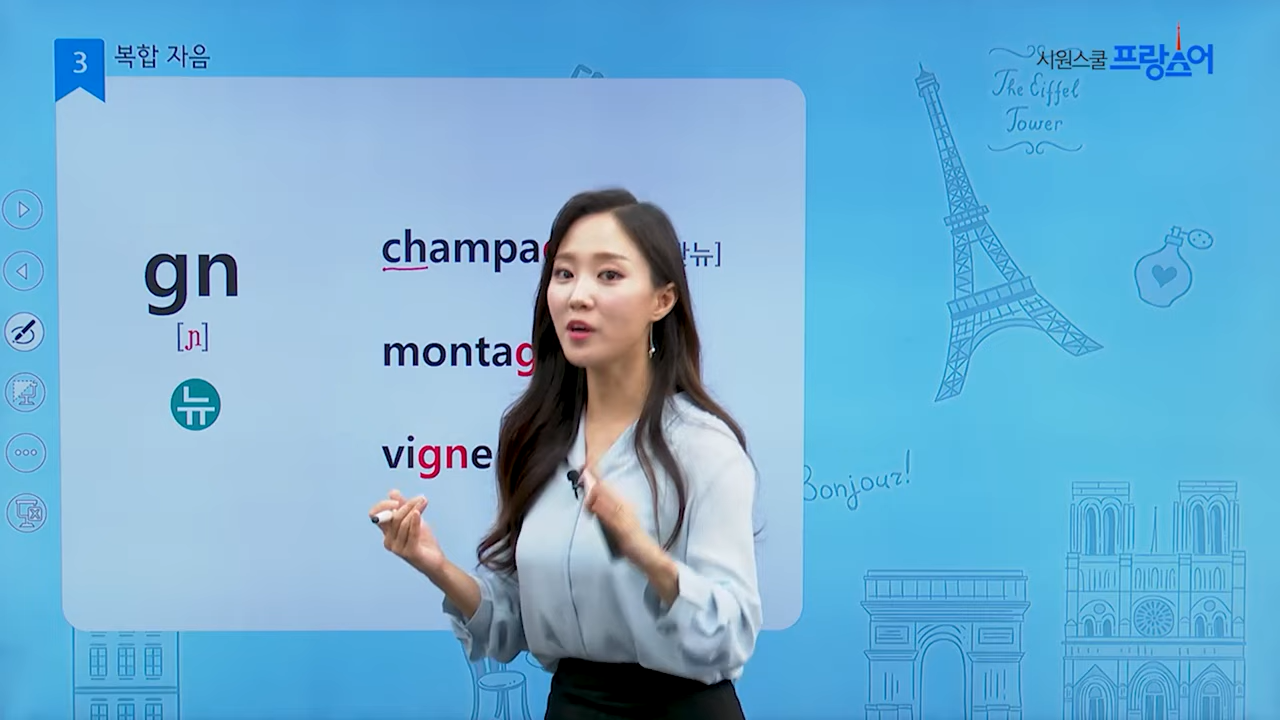 3 복합 자음
시원스쿨 프랑스어
The Eiffel
Tower
gn
[ɲ]
뉴
champa
뉴]
montag
vigne
Bonjour!